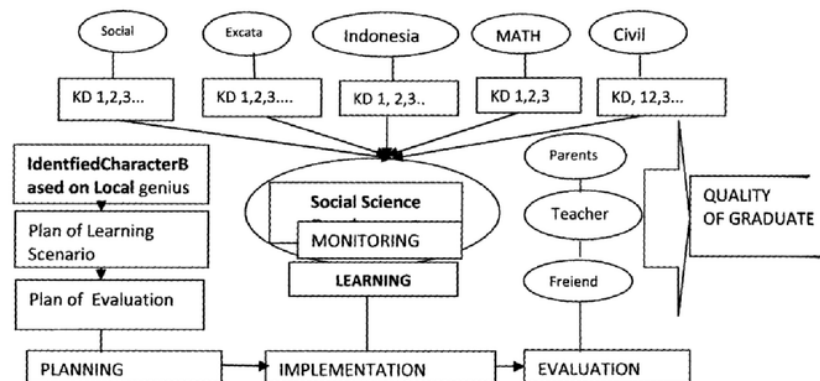 Social
Excata
Indonesia
MATH
Civil
KD 1,2,3...
KD 1,2,3....
KD 1, 2,3..
KD 1,2,3
KD, 12,3...
IdentfiedCharacterB
ased on Local genius
Plan of Learning
Scenario
Plan of Evaluation
Social Science
MONITORING
LEARNING
Parents
Teacher
Freiend
QUALITY
OF GRADUATE
PLANNING
IMPLEMENTATION
EVALUATION